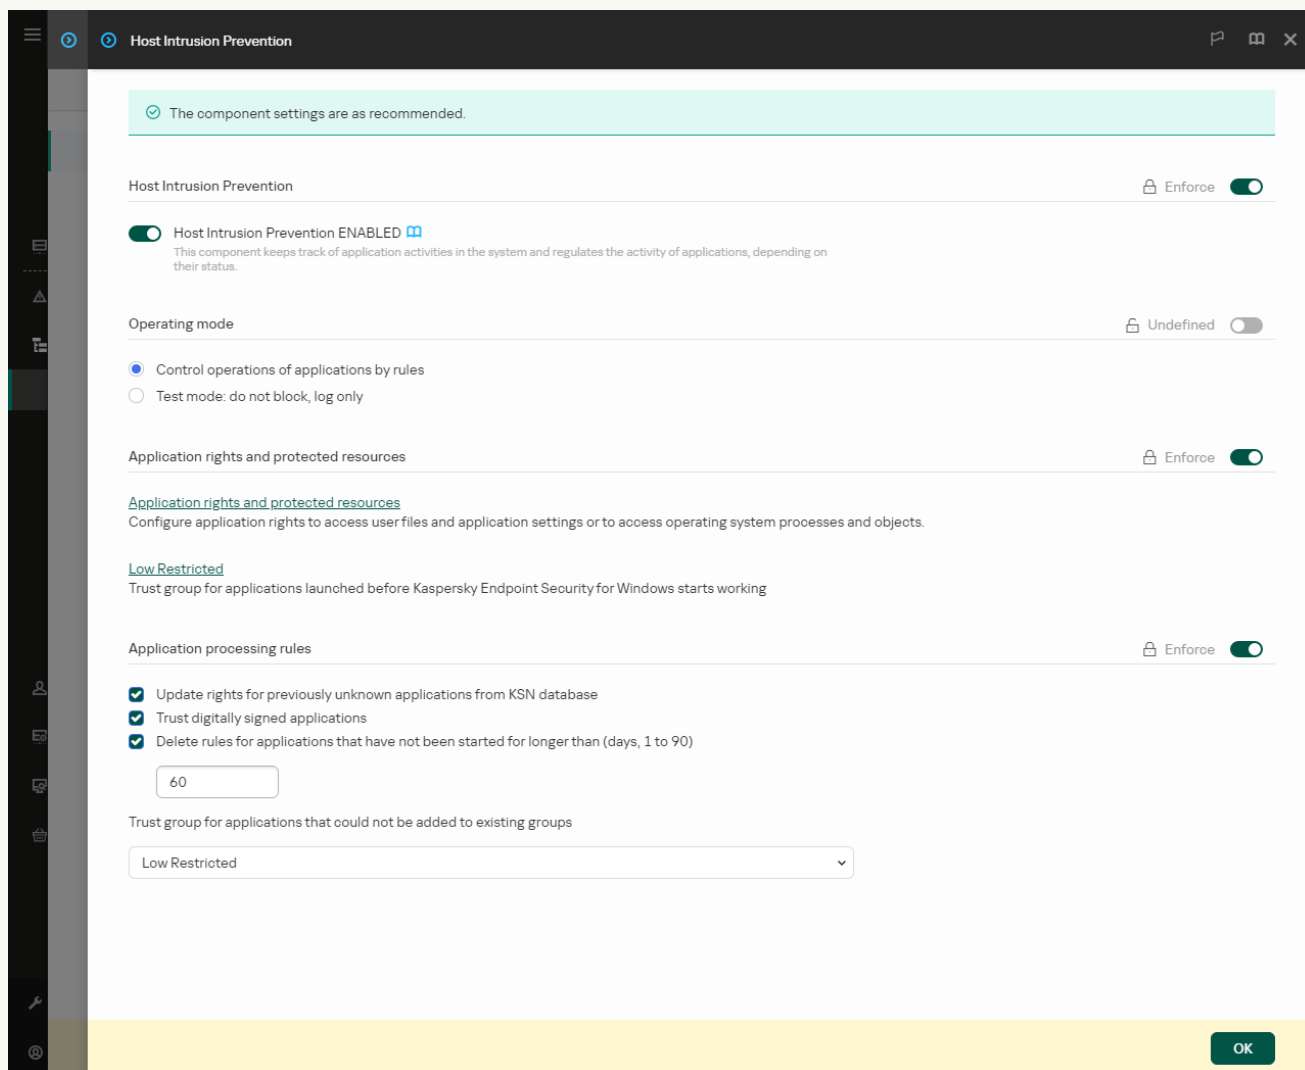 Host Intrusion Prevention
The component settings are as recommended.
Host Intrusion Prevention
Enforce
Host Intrusion Prevention ENABLED
This component keeps track of application activities in the system and regulates the activity of applications, depending on
their status.
Operating mode
Undefined
Control operations of applications by rules
Test mode: do not block, log only
Application rights and protected resources
Enforce
Application rights and protected resources
Configure application rights to access user files and application settings or to access operating system processes and objects.
Low Restricted
Trust group for applications launched before Kaspersky Endpoint Security for Windows starts working
Application processing rules
Enforce
Update rights for previously unknown applications from KSN database
Trust digitally signed applications
Delete rules for applications that have not been started for longer than (days, 1 to 90)
60
Trust group for applications that could not be added to existing groups
Low Restricted
OK